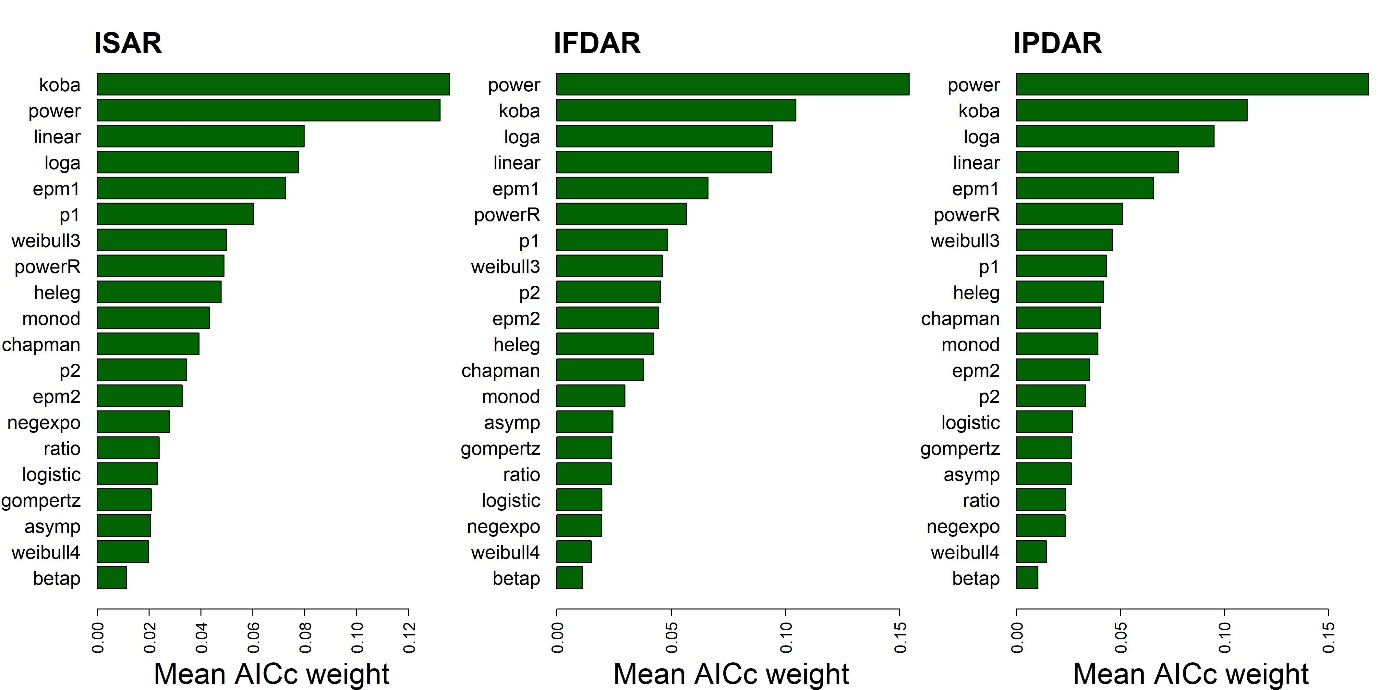 ISAR
koba
power
linear
loga
epm1
p1
weibull3
powerR
heleg
monod
chapman
p2
epm2
negexpo
ratio
logistic
gompertz
asymp
weibull4
betap
0.00 0.02 0.04 0.06 0.08 0.10 0.12
Mean AICc weight
IFDAR
power
koba
loga
linear
epm1
powerR
p1
weibull3
p2
epm2
heleg
chapman
monod
asymp
gompertz
ratio
logistic
negexpo
weibull4
betap
0.00 0.05 0.10 0.15
Mean AICc weight
IPDAR
power
koba
loga
linear
epm1
powerR
weibull3
p1
heleg
chapman
monod
epm2
p2
logistic
gompertz
asymp
ratio
negexpo
weibull4
betap
0.00 0.05 0.10 0.15
Mean AICc weight